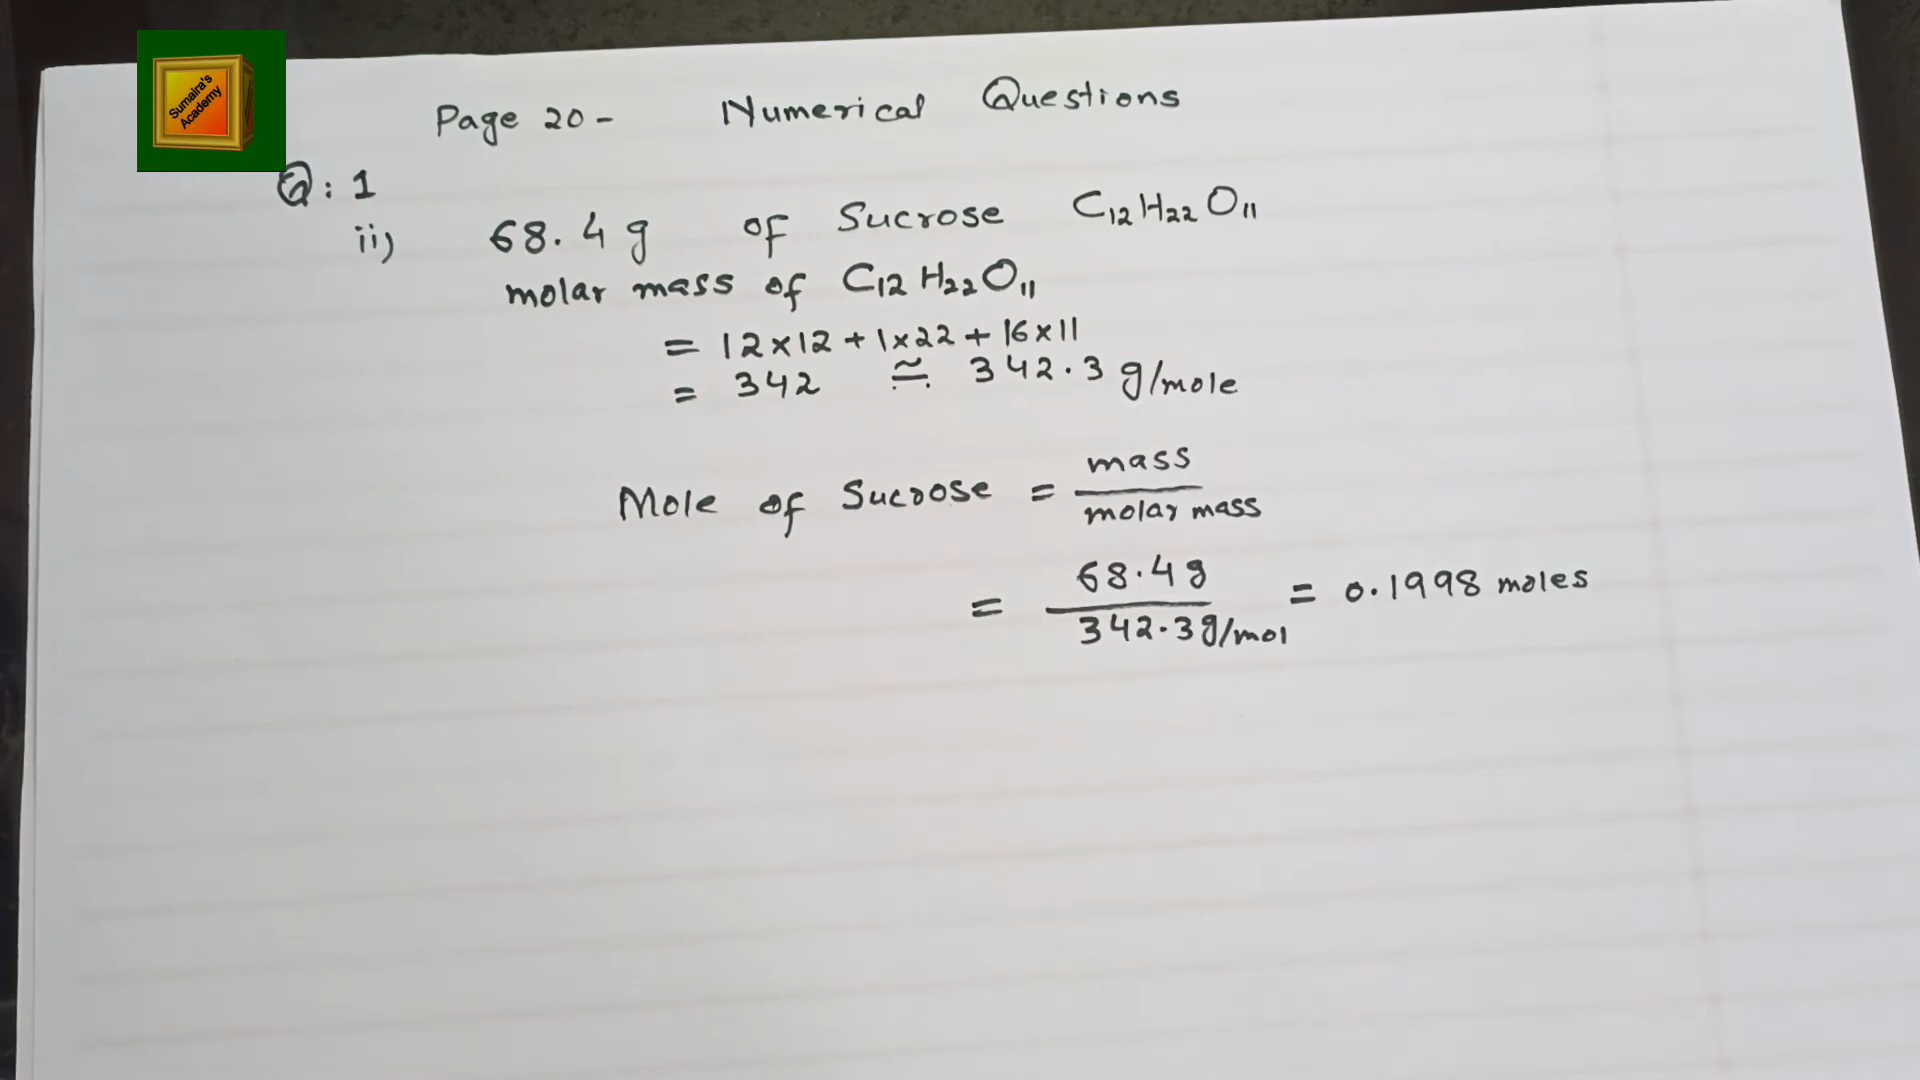 Sumaira's
Academy
Page 20 - Numerical Questions
Q: 1
ii) 68.4 g of Sucrose C₁₂H₂₂O₁₁
molar mass of C₁₂H₂₂O₁₁
= 12×12 + 1×22 + 16×11
= 342 ≅ 342.3 g/mole
Mole of Sucrose = mass
molar mass
= 68.4 g = 0.1998 moles
342.3 g/mol